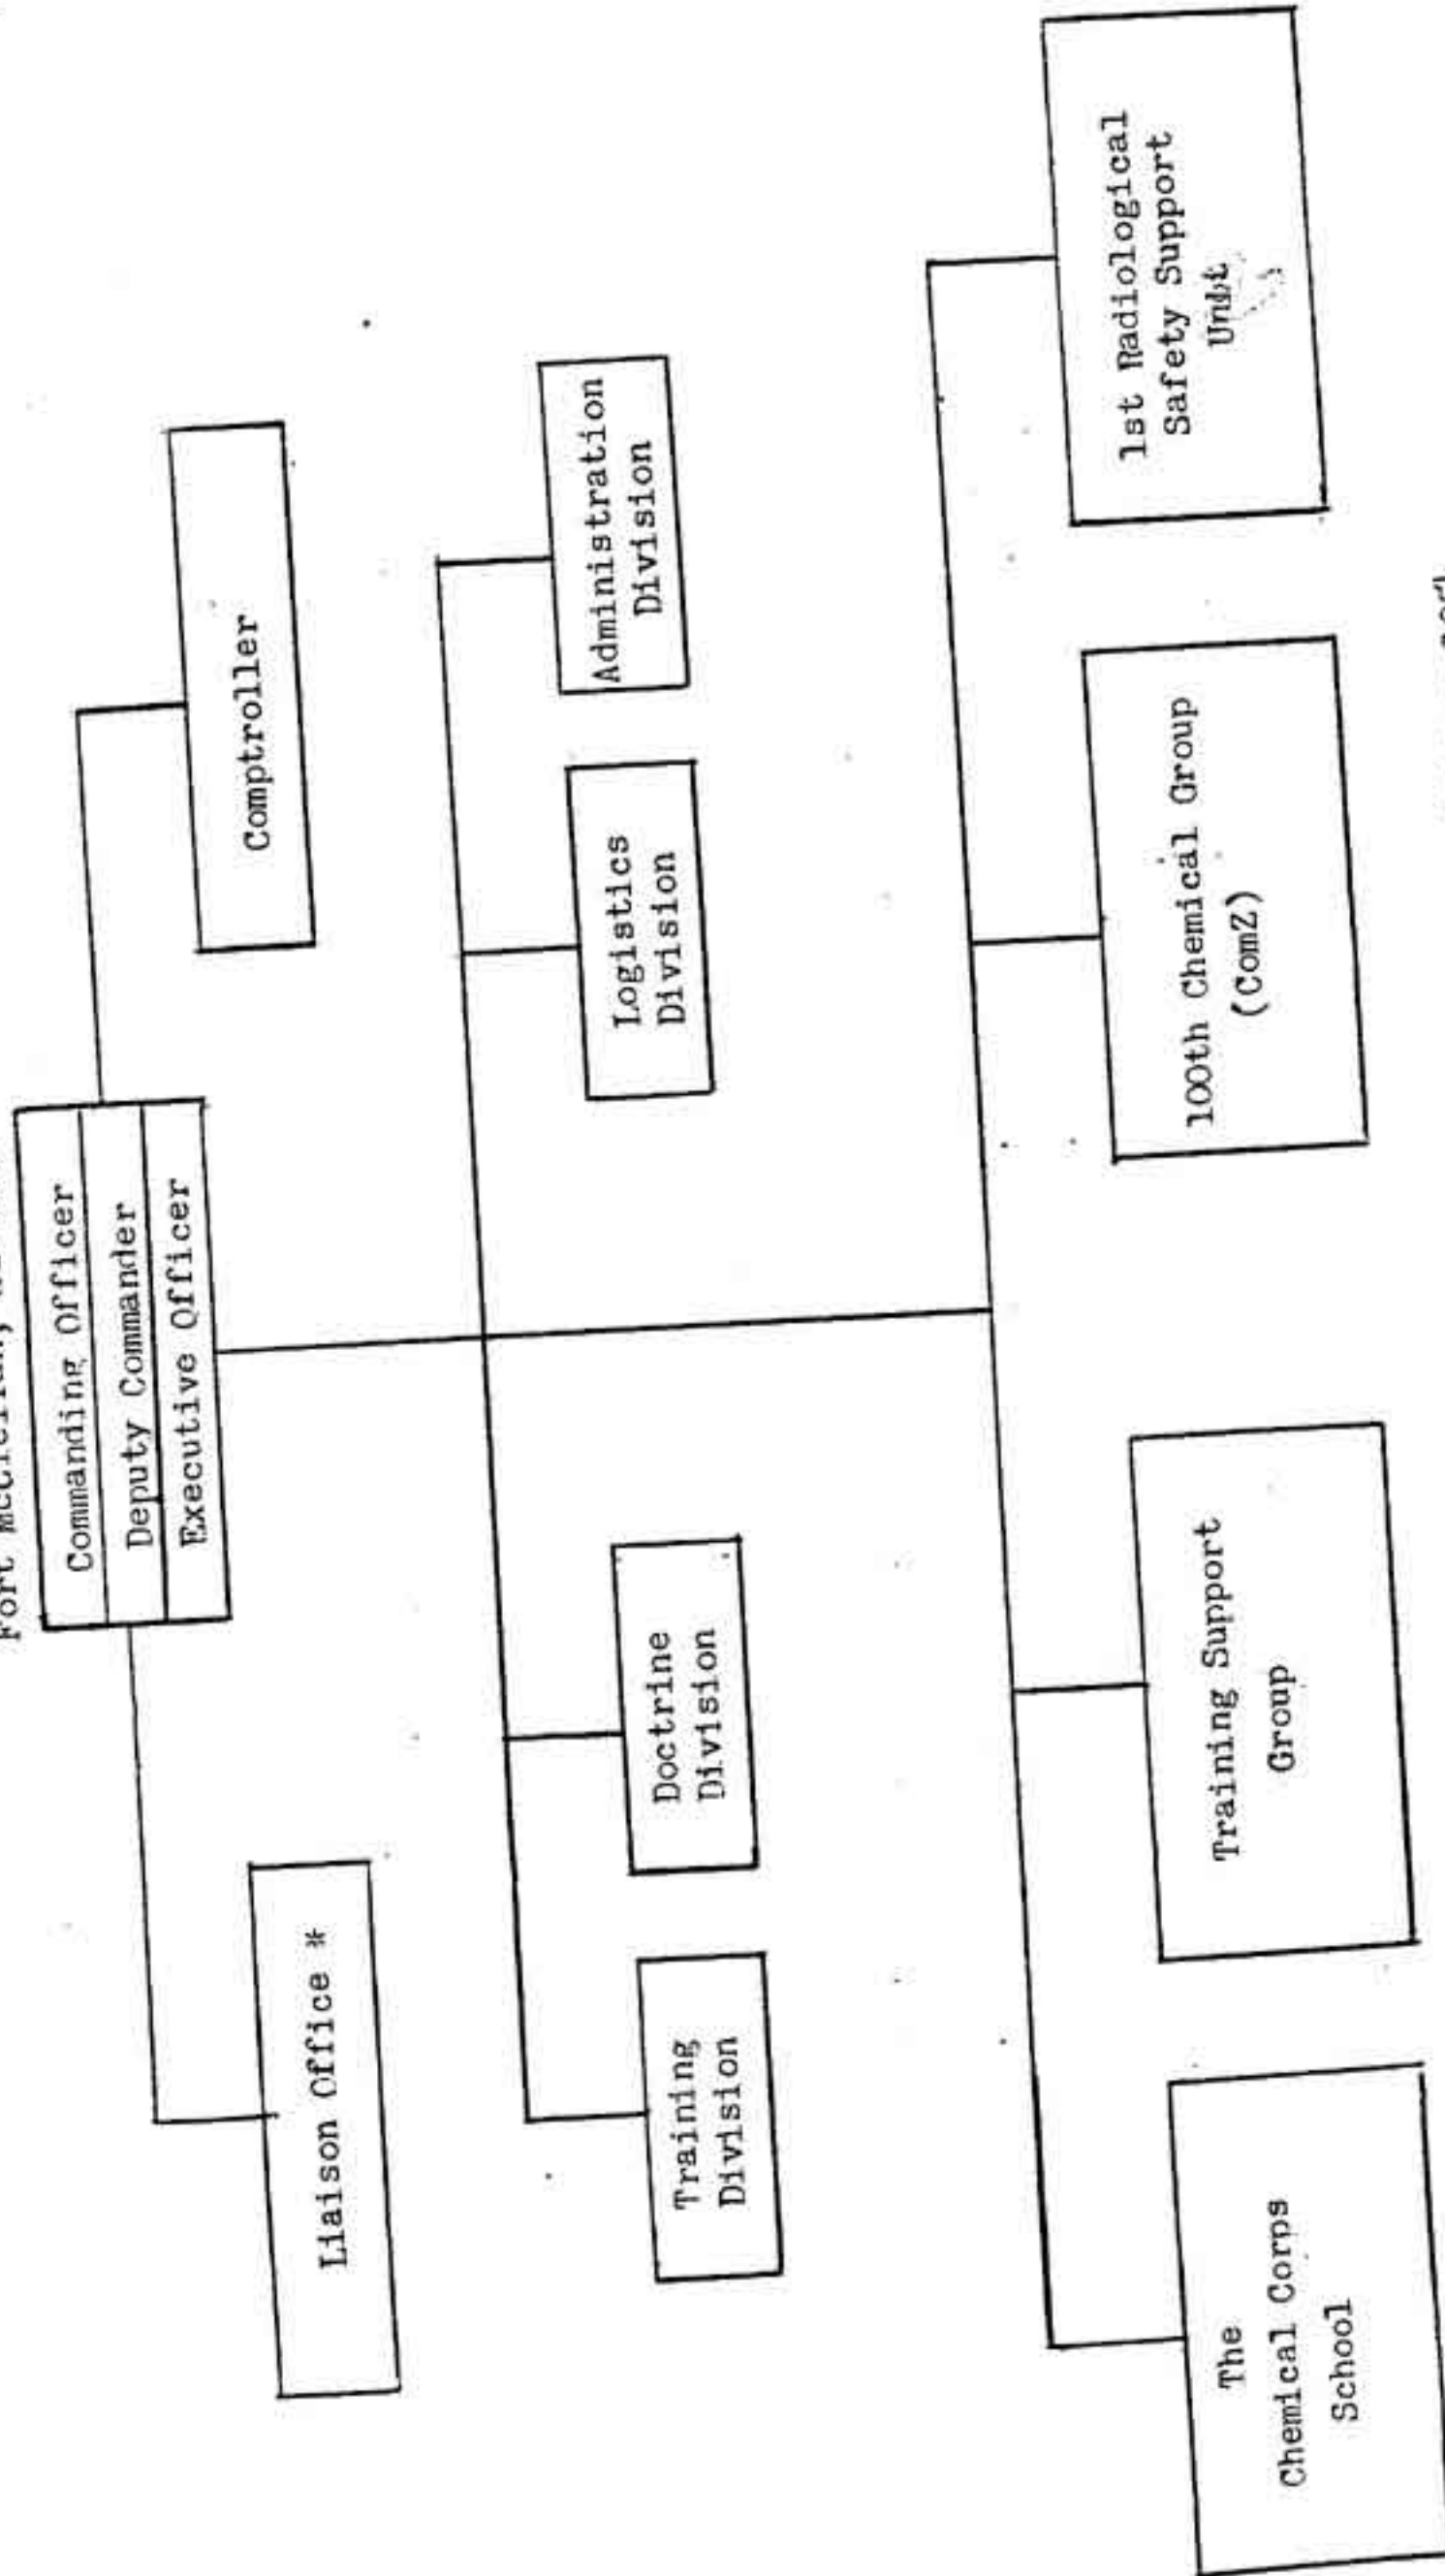 Fort McClellan,
Commanding Officer
Deputy Commander
Executive Officer
Liaison Office *
Comptroller
Training
Division
Doctrine
Division
Logistics
Division
Administration
Division
The
Chemical Corps
School
Training Support
Group
100th Chemical Group
(ComZ)
1st Radiological
Safety Support
Unit